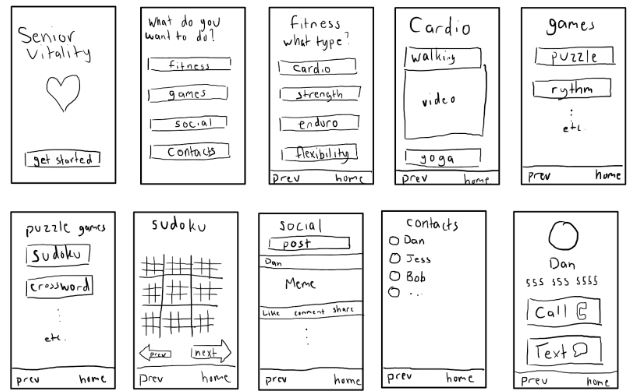 Senior
Vitality
get started
what do you
want to do?
fitness
games
social
contacts
fitness
what type?
cardio
strength
enduro
flexibility
prev home
Cardio
walking
video
yoga
prev home
games
puzzle
rythm
etc.
prev home
puzzle games
sudoku
crossword
etc.
prev home
sudoku
prev next
prev home
social
post
Dan
Meme
Like comment share
prev home
contacts
Dan
Jess
Bob
...
prev home
Dan
555 555 5555
Call
Text
prev home